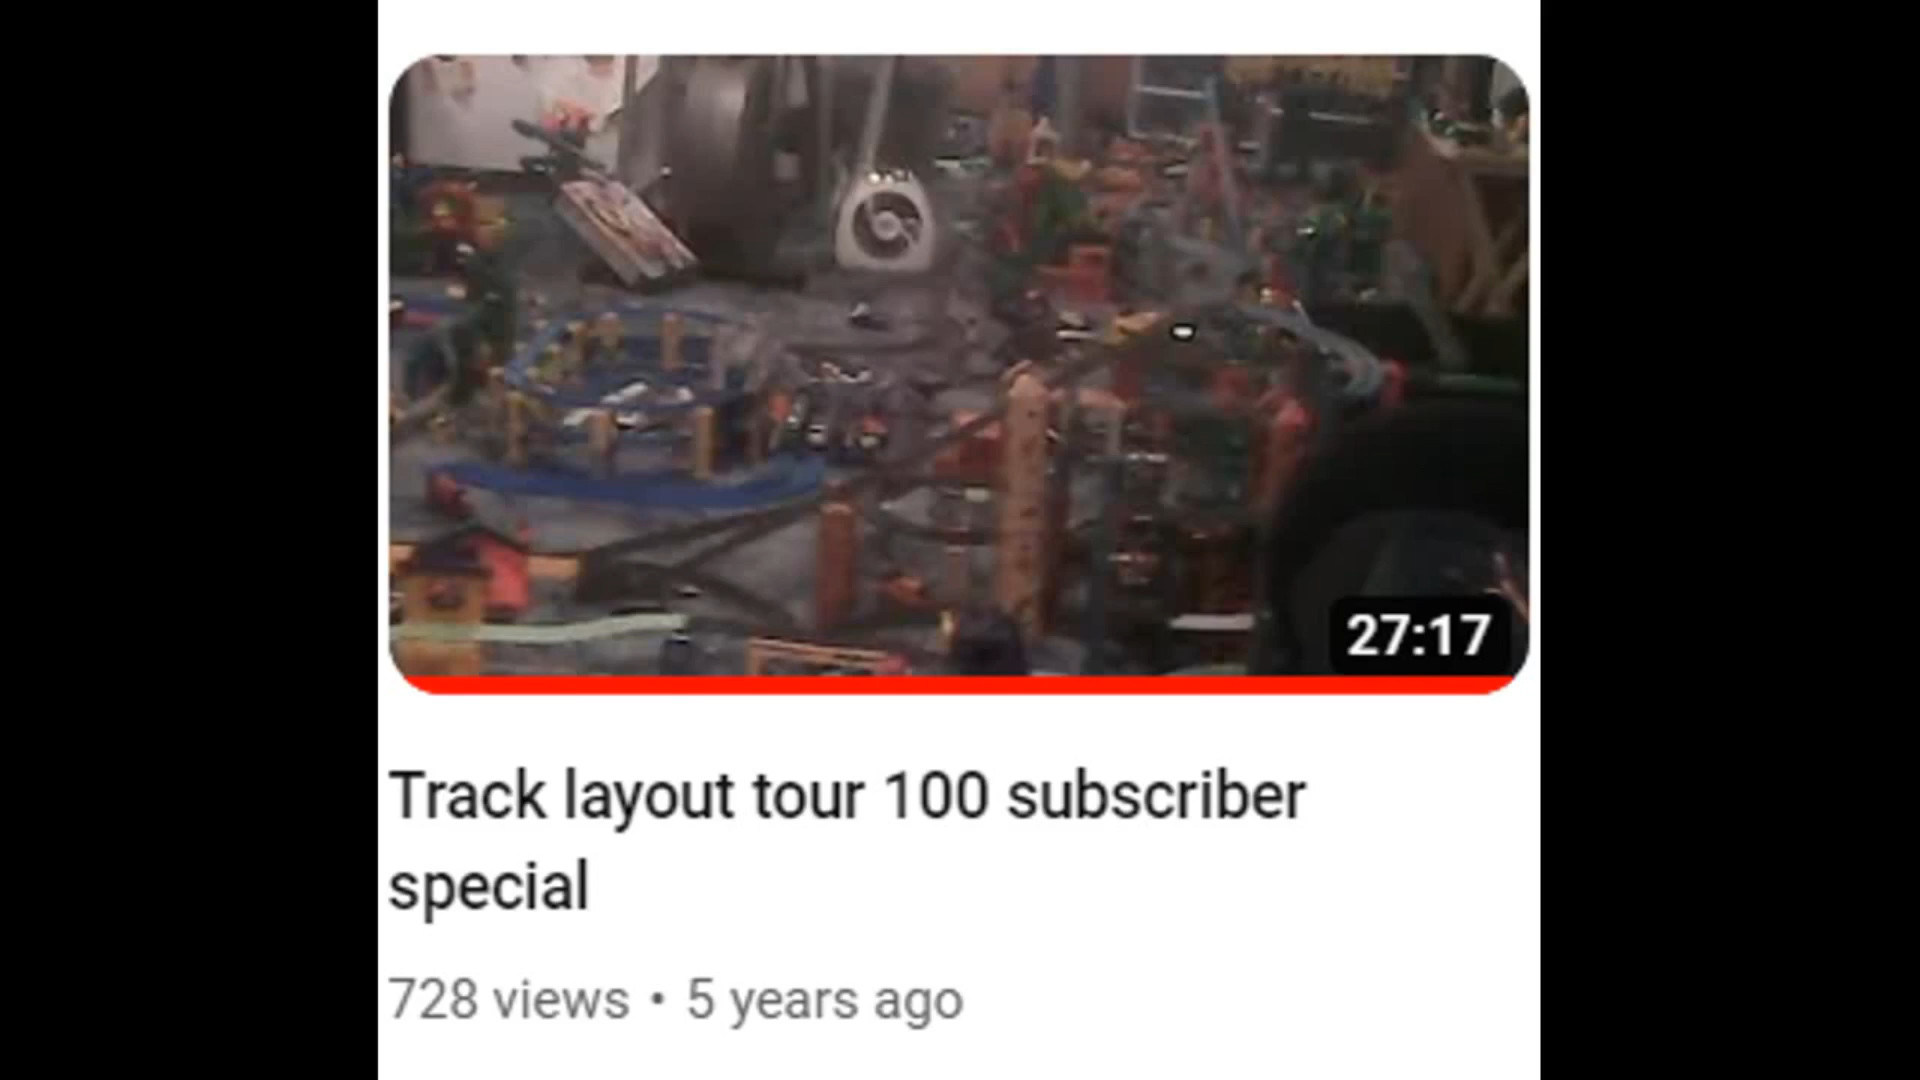 27:17
Track layout tour 100 subscriber
special
728 views • 5 years ago